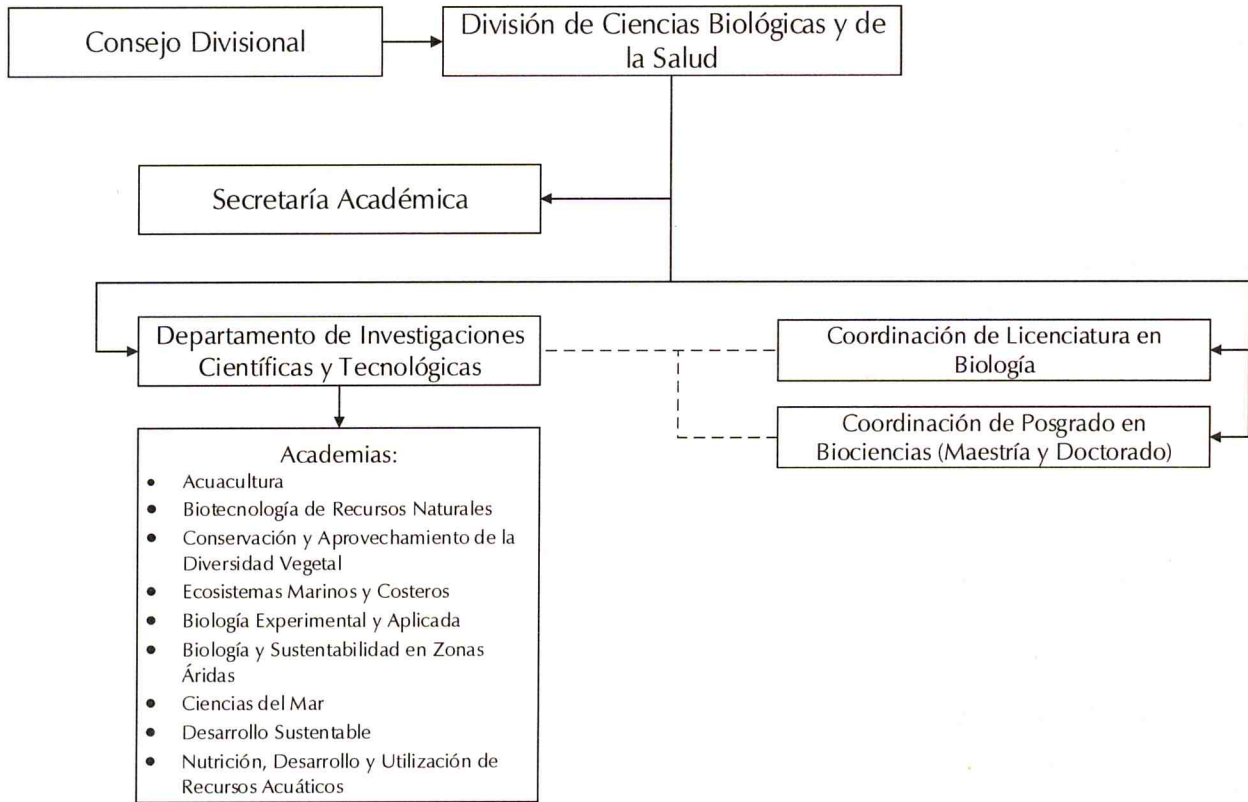 Consejo Divisional
División de Ciencias Biológicas y de
la Salud
Secretaría Académica
Departamento de Investigaciones
Científicas y Tecnológicas
Coordinación de Licenciatura en
Biología
Coordinación de Posgrado en
Biociencias (Maestría y Doctorado)
Academias:
• Acuacultura
• Biotecnología de Recursos Naturales
• Conservación y Aprovechamiento de la
Diversidad Vegetal
• Ecosistemas Marinos y Costeros
• Biología Experimental y Aplicada
• Biología y Sustentabilidad en Zonas
Áridas
• Ciencias del Mar
• Desarrollo Sustentable
• Nutrición, Desarrollo y Utilización de
Recursos Acuáticos